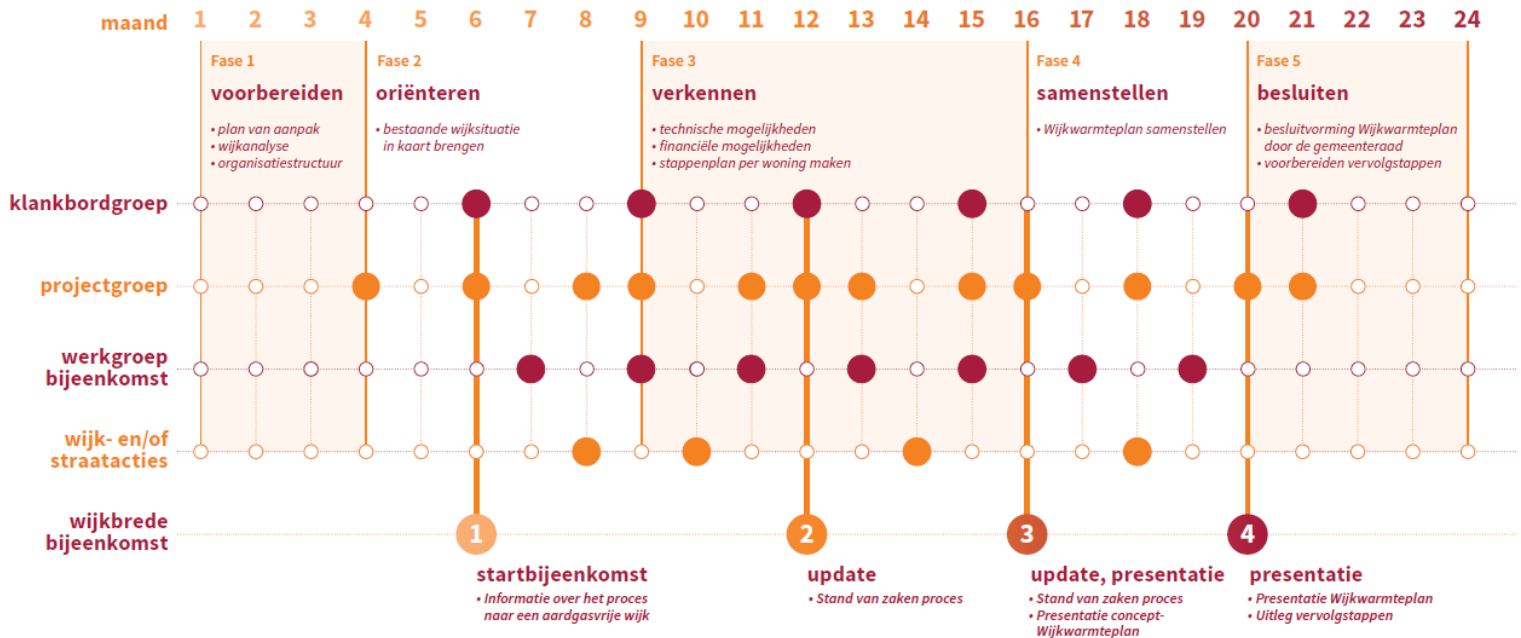 maand 1 2 3 4 5 6 7 8 9 10 11 12 13 14 15 16 17 18 19 20 21 22 23 24
Fase 1
voorbereiden
• plan van aanpak
• wijkanalyse
• organisatiestructuur
Fase 2
oriënteren
• bestaande wijksituatie
in kaart brengen
Fase 3
verkennen
• technische mogelijkheden
• financiële mogelijkheden
• stappenplan per woning maken
Fase 4
samenstellen
• Wijkwarmteplan samenstellen
Fase 5
besluiten
• besluitvorming Wijkwarmteplan
door de gemeenteraad
• voorbereiden vervolgstappen
klankbordgroep
projectgroep
werkgroep
bijeenkomst
wijk- en/of
straatacties
wijkbrede
bijeenkomst
1
startbijeenkomst
• Informatie over het proces
naar een aardgasvrije wijk
2
update
• Stand van zaken proces
3
update, presentatie
• Stand van zaken proces
• Presentatie concept-
Wijkwarmteplan
4
presentatie
• Presentatie Wijkwarmteplan
• Uitleg vervolgstappen